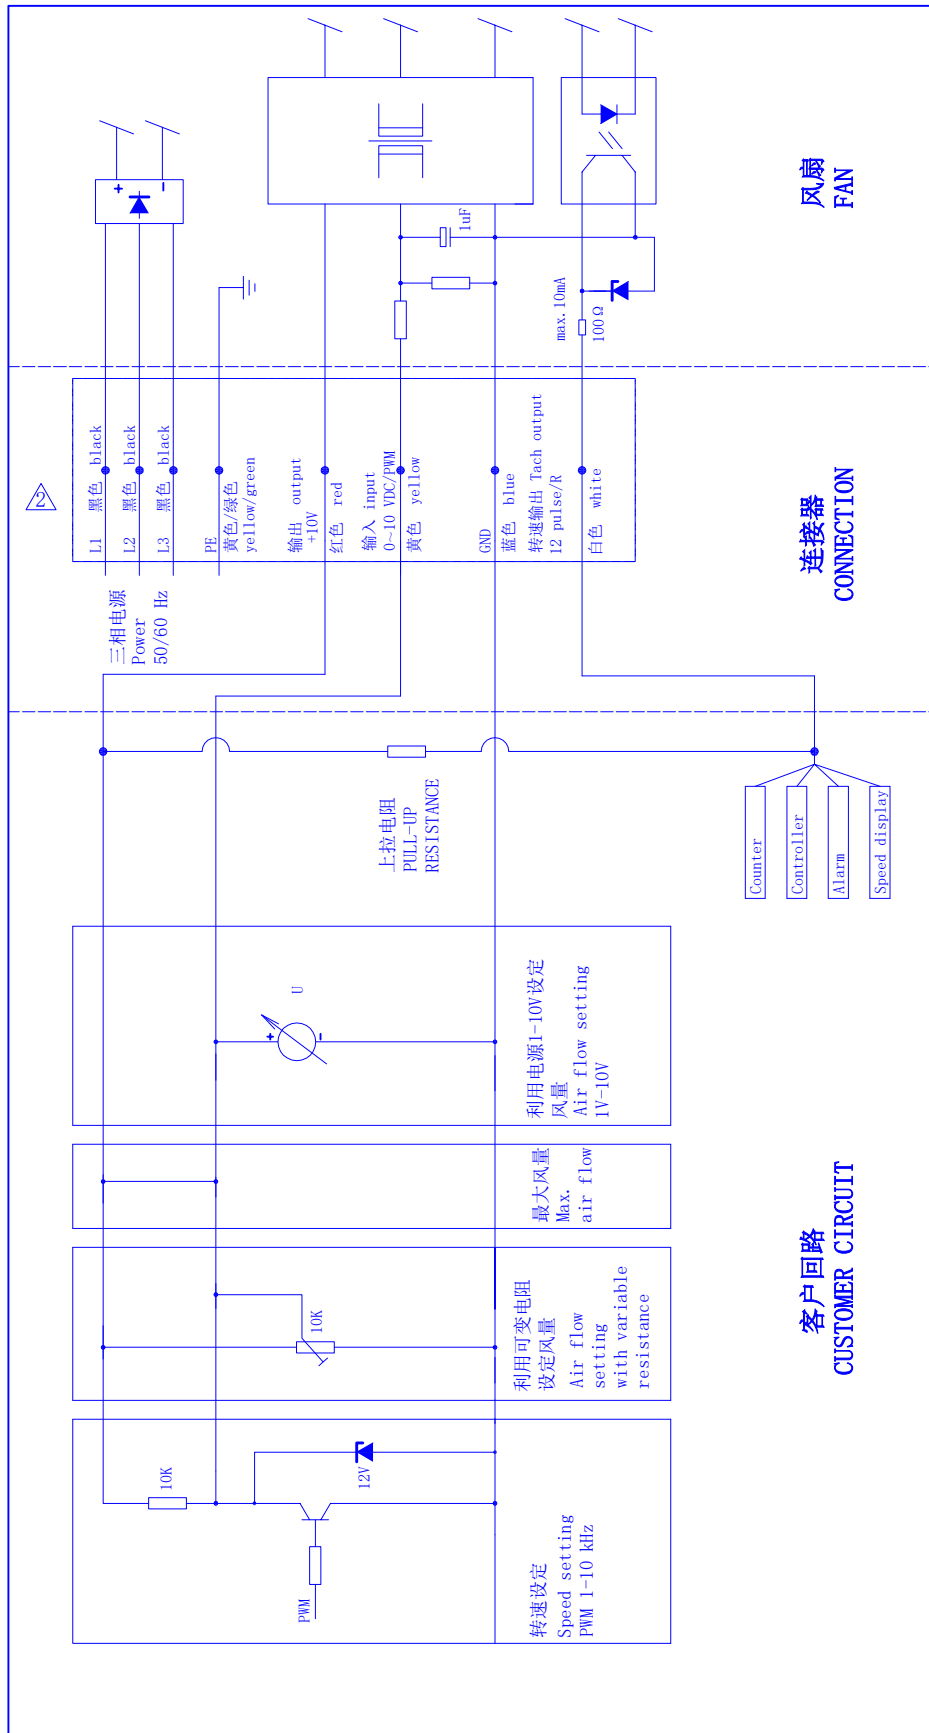 风扇
FAN
+
−
1uF
max.10mA
100Ω
2
L1 黑色 black
L2 黑色 black
L3 黑色 black
PE
黄色/绿色
yellow/green
输出 output
+10V
红色 red
输入 input
0~10 VDC/PWM
黄色 yellow
GND
蓝色 blue
转速输出 Tach output
12 pulse/R
白色 white
连接器
CONNECTION
三相电源
Power
50/60 Hz
上拉电阻
PULL-UP
RESISTANCE
Counter
Controller
Alarm
Speed display
U
+
−
利用电源1-10V设定
风量
Air flow setting
1V-10V
最大风量
Max.
air flow
10K
利用可变电阻
设定风量
Air flow
setting
with variable
resistance
10K
12V
PWM
转速设定
Speed setting
PWM 1-10 kHz
客户回路
CUSTOMER CIRCUIT